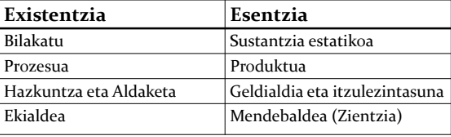 Existentzia Esentzia
Bilakatu Sustantzia estatikoa
Prozesua Produktua
Hazkuntza eta Aldaketa Geldialdia eta itzulezintasuna
Ekialdea Mendebaldea (Zientzia)